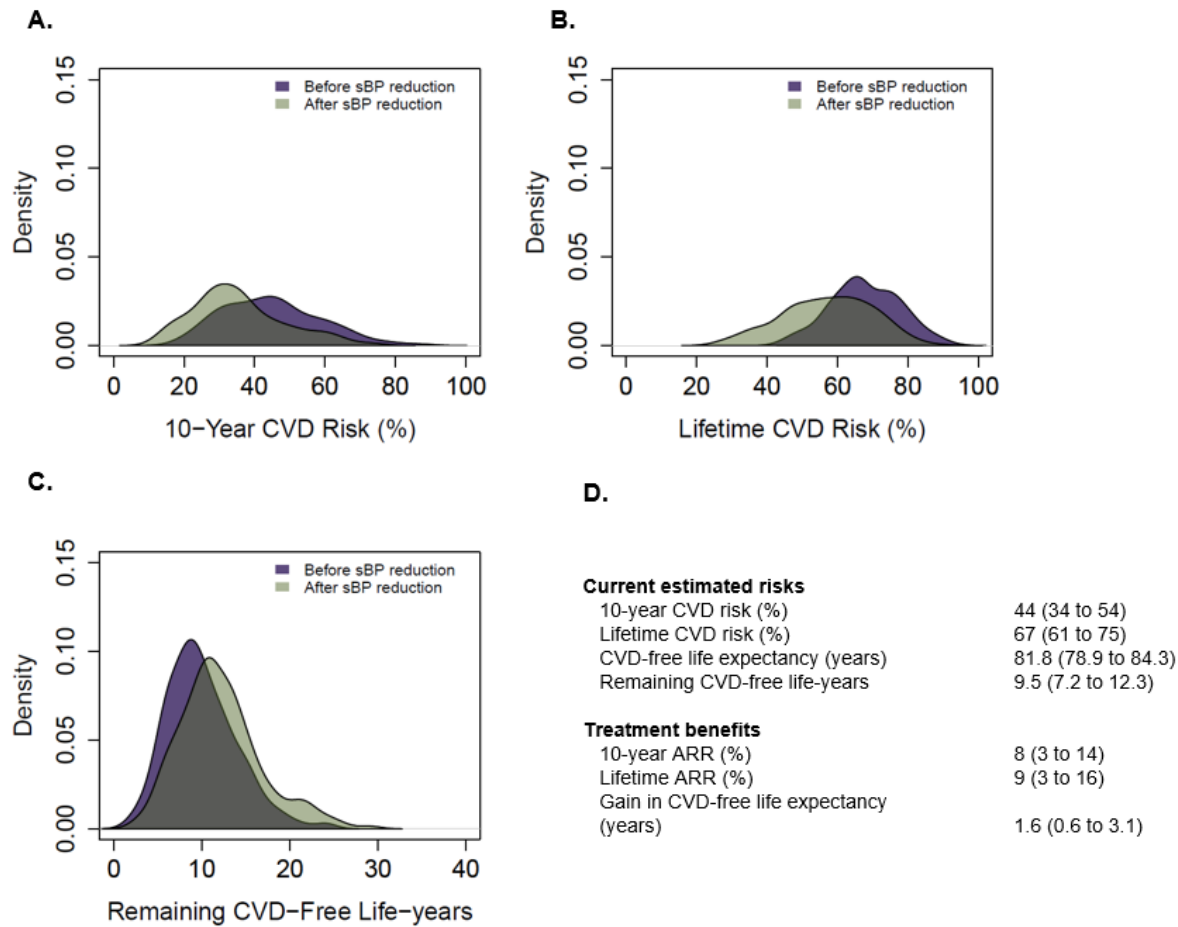 A.
Before sBP reduction
After sBP reduction
Density
0.00 0.05 0.10 0.15
0 20 40 60 80 100
10−Year CVD Risk (%)
B.
Before sBP reduction
After sBP reduction
Density
0.00 0.05 0.10 0.15
0 20 40 60 80 100
Lifetime CVD Risk (%)
C.
Before sBP reduction
After sBP reduction
Density
0.00 0.05 0.10 0.15
0 10 20 30 40
Remaining CVD−Free Life−years
D.
Current estimated risks
10-year CVD risk (%) 44 (34 to 54)
Lifetime CVD risk (%) 67 (61 to 75)
CVD-free life expectancy (years) 81.8 (78.9 to 84.3)
Remaining CVD-free life-years 9.5 (7.2 to 12.3)
Treatment benefits
10-year ARR (%) 8 (3 to 14)
Lifetime ARR (%) 9 (3 to 16)
Gain in CVD-free life expectancy
(years) 1.6 (0.6 to 3.1)